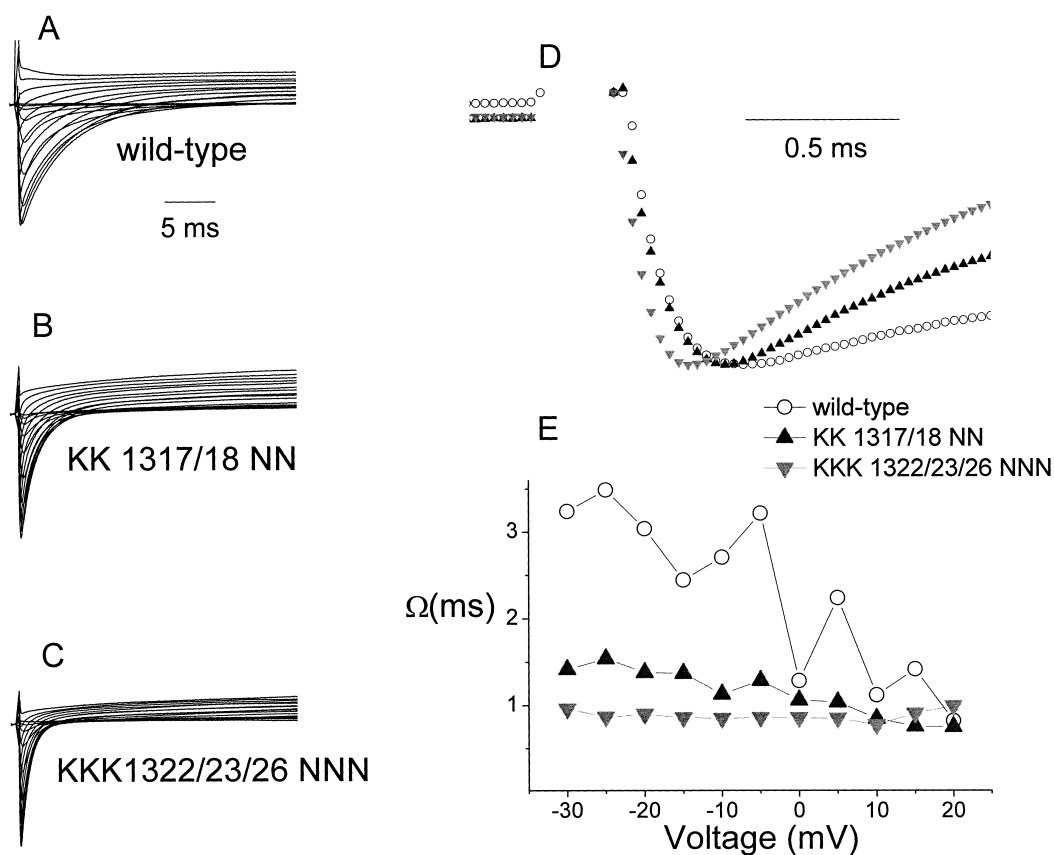 A
wild-type
5 ms
B
KK 1317/18 NN
C
KKK1322/23/26 NNN
D
0.5 ms
wild-type
KK 1317/18 NN
KKK 1322/23/26 NNN
E
3
2
1
Ω(ms)
-30 -20 -10 0 10 20
Voltage (mV)